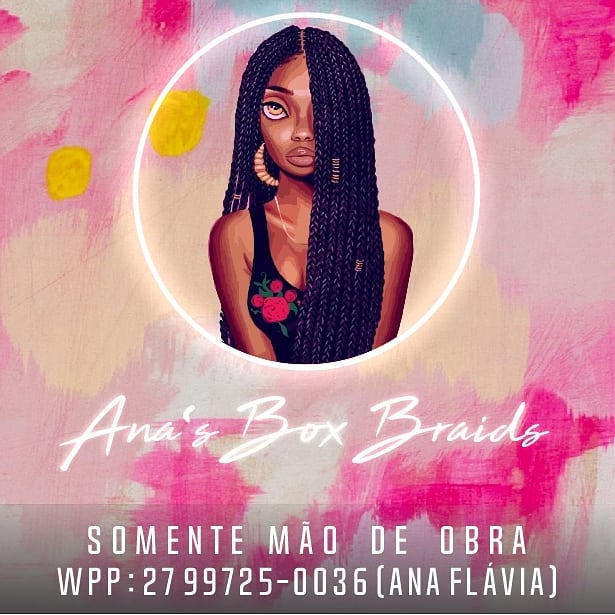 Ana's Box Braids
SOMENTE MÃO DE OBRA
WPP:27 99725-0036(ANA FLÁVIA)